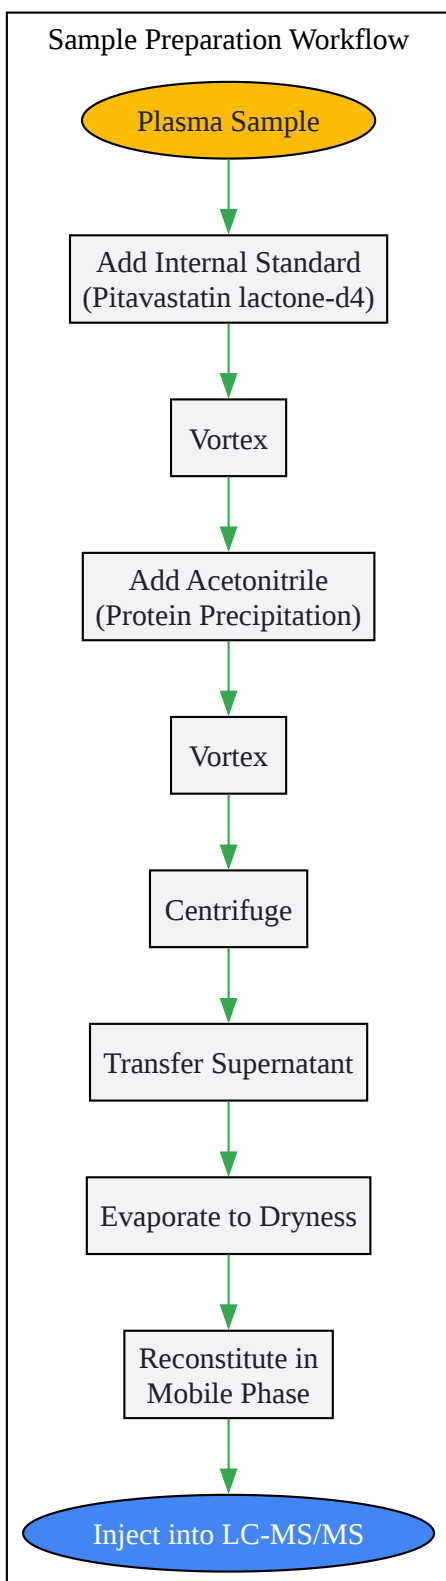 Sample Preparation Workflow
Plasma Sample
Add Internal Standard
(Pitavastatin lactone-d4)
Vortex
Add Acetonitrile
(Protein Precipitation)
Vortex
Centrifuge
Transfer Supernatant
Evaporate to Dryness
Reconstitute in
Mobile Phase
Inject into LC-MS/MS